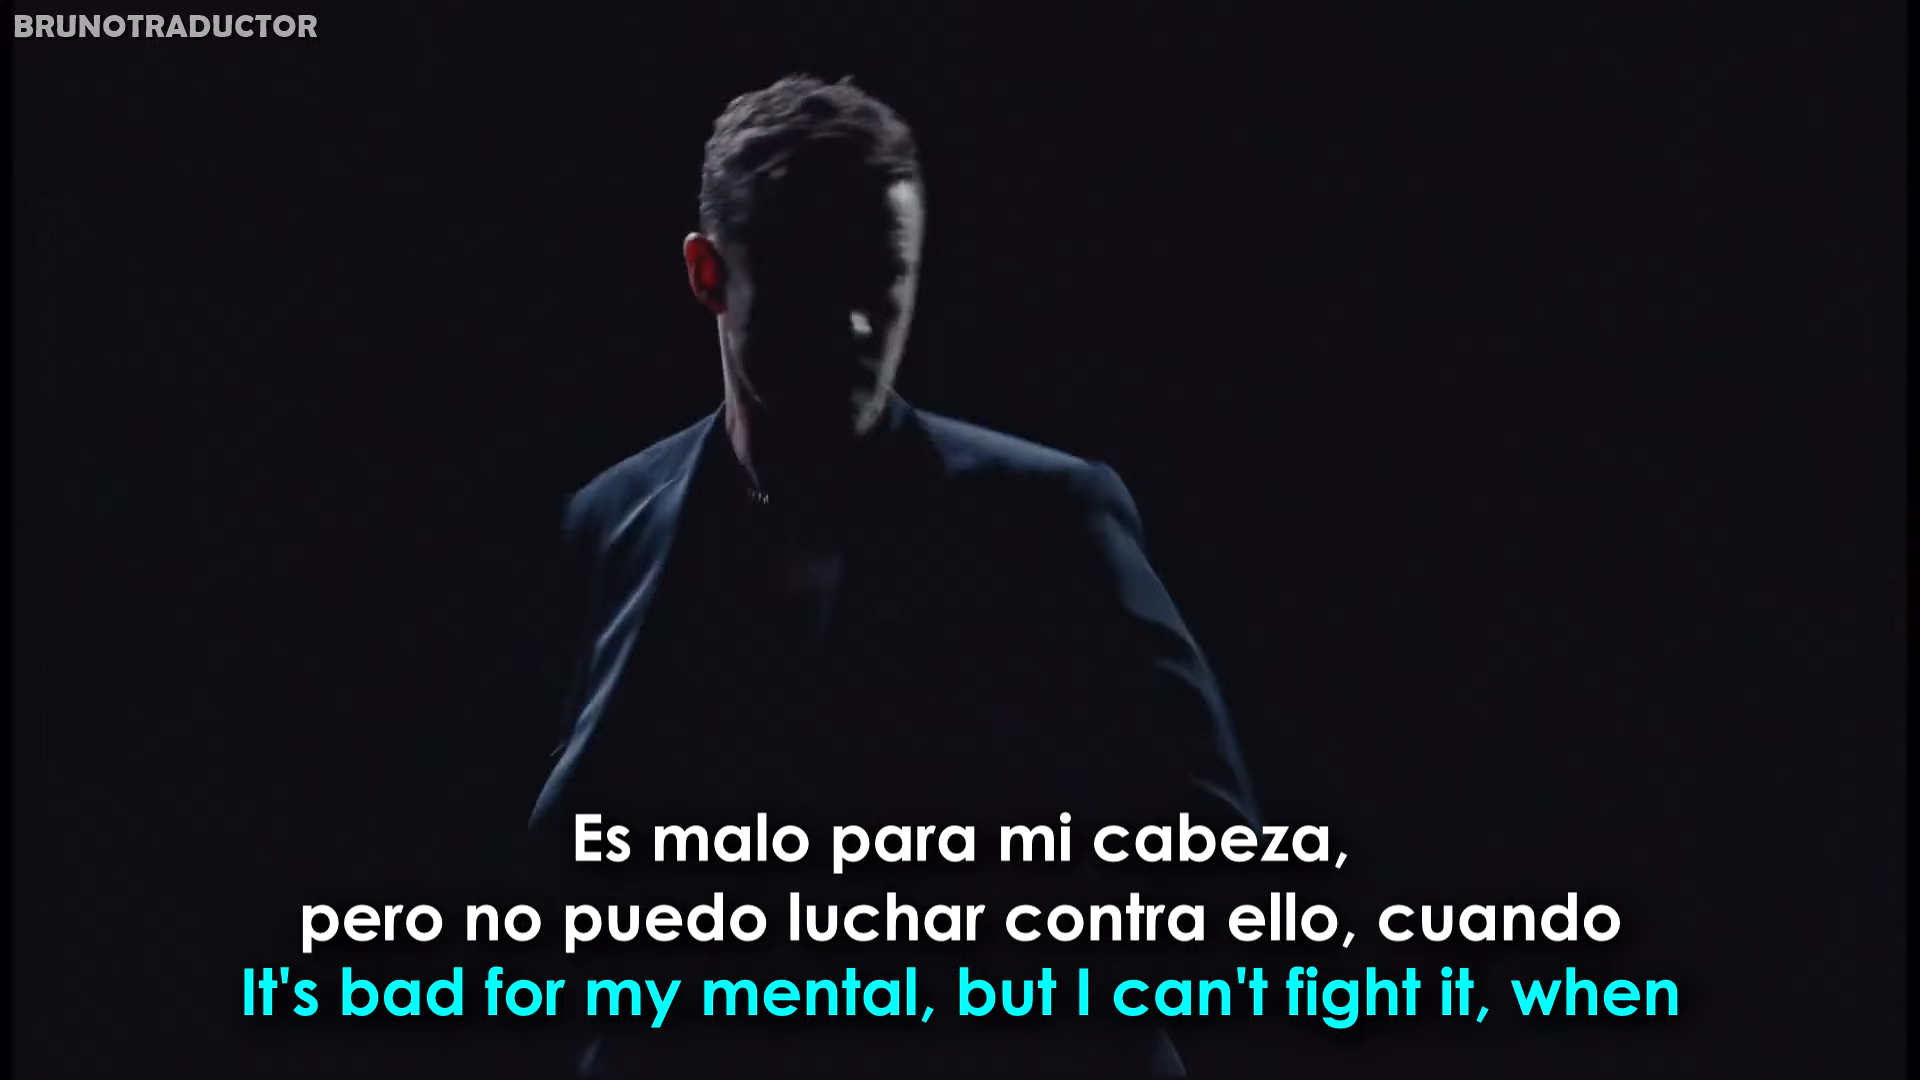 BRUNOTRADUCTOR
Es malo para mi cabeza,
pero no puedo luchar contra ello, cuando
It's bad for my mental, but I can't fight it, when